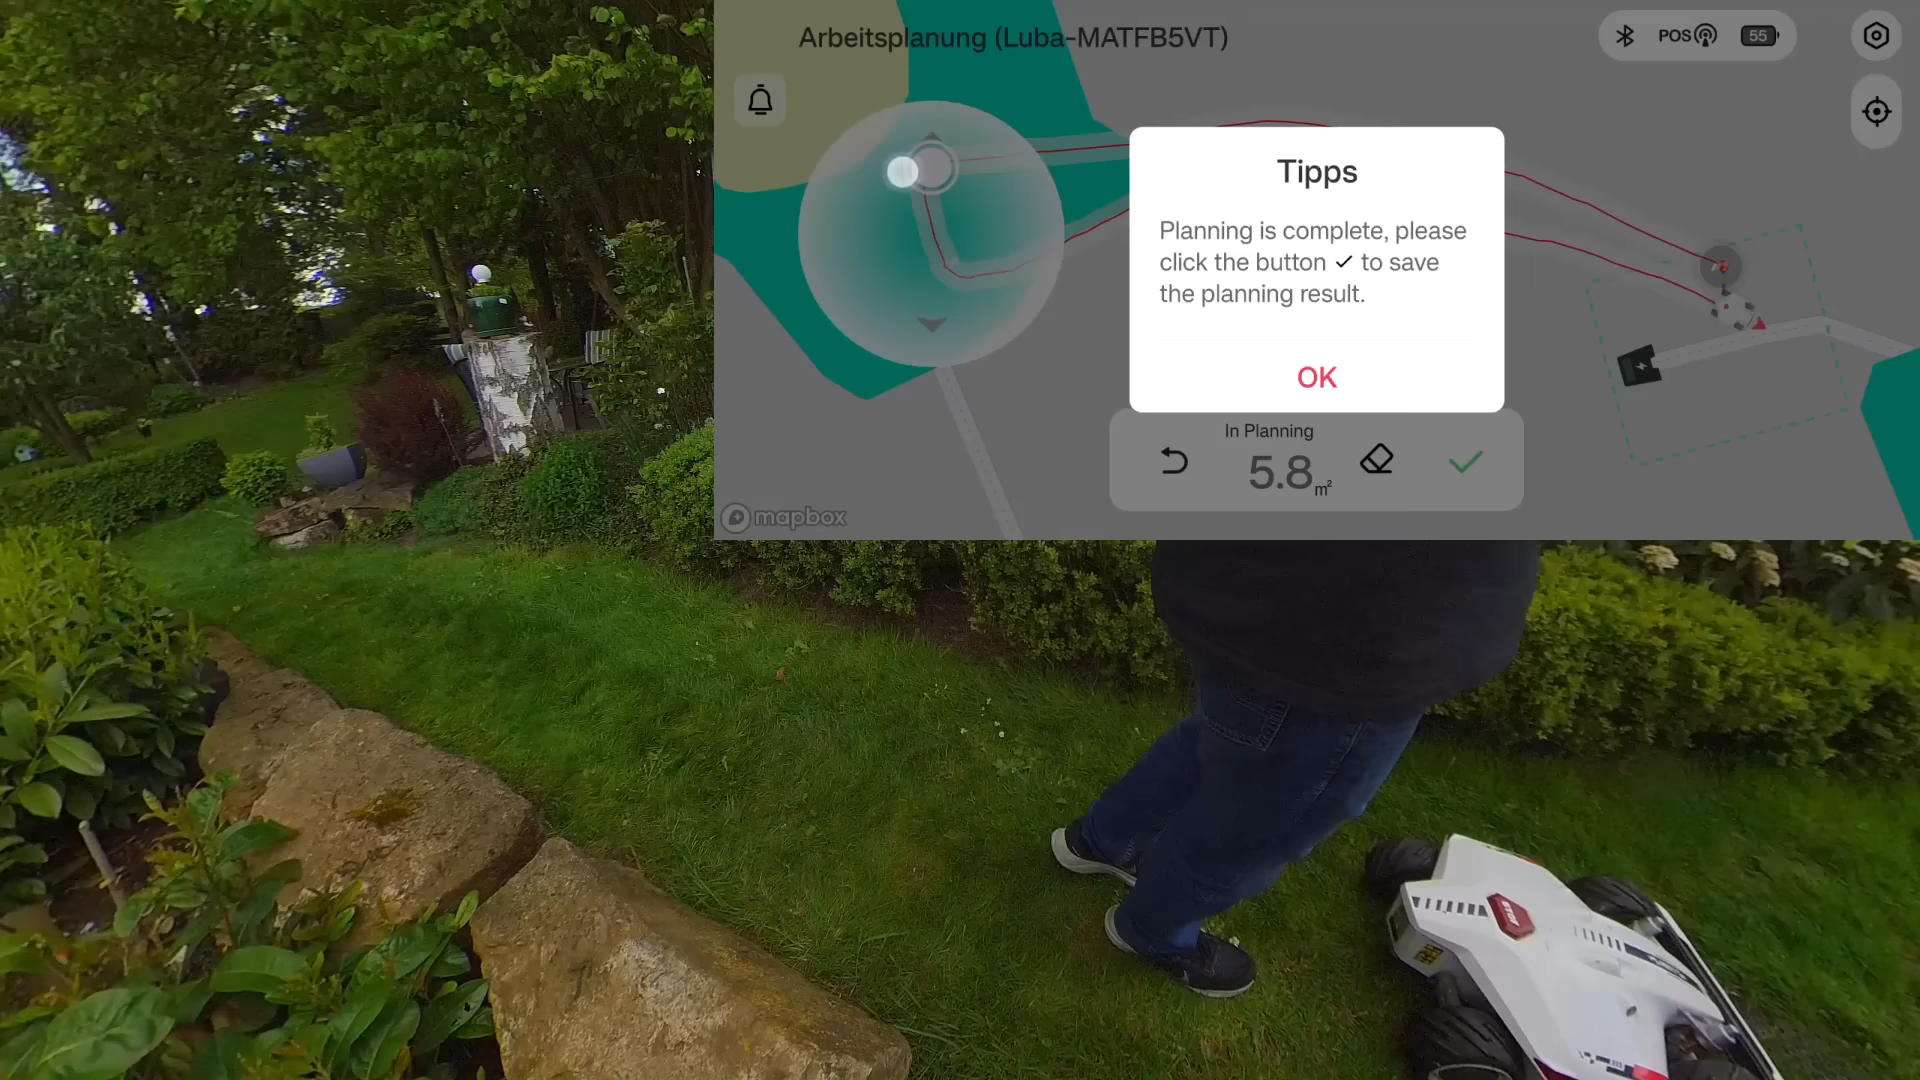 Arbeitsplanung (Luba-MATFB5VT)
POS
55
Tipps
Planning is complete, please
click the button ✓ to save
the planning result.
OK
In Planning
5.8 m²
mapbox
STOP